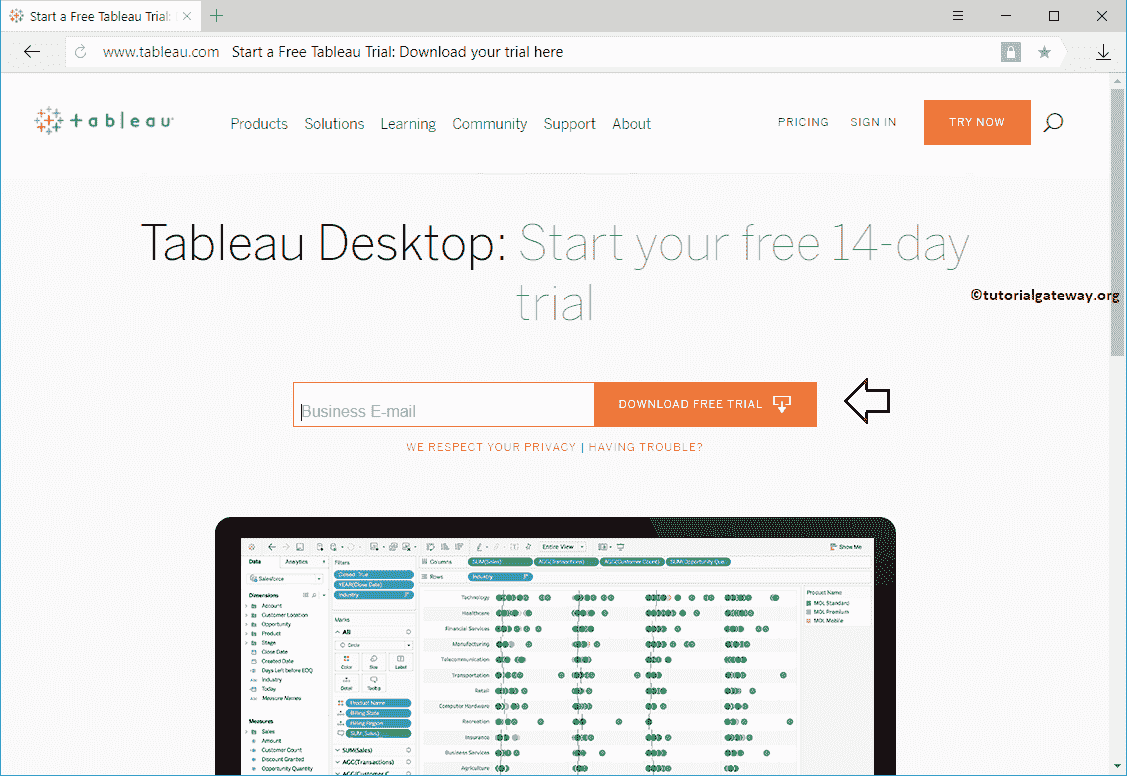 Start a Free Tableau Trial:
www.tableau.com Start a Free Tableau Trial: Download your trial here
tableau
Products Solutions Learning Community Support About
PRICING SIGN IN TRY NOW
Tableau Desktop: Start your free 14-day
trial
©tutorialgateway.org
Business E-mail
DOWNLOAD FREE TRIAL
WE RESPECT YOUR PRIVACY | HAVING TROUBLE?
Entire View
Show Me
Data Analytics
Salesforce
Dimensions
Account
Customer Location
Opportunity
Product
Stage
Close Date
Created Date
Days Left before EOQ
Industry
Today
Measure Names
Measures
Sales
Amount
Customer Count
Discount Granted
Opportunity Quantity
Filters
Closed: True
YEAR(Close Date)
Industry
Marks
All
Circle
Color Size Label
Detail Tooltip
Product Name
Billing State
Billing Region
SUM(Sales)
SUM(Sales)
AGG(Transactions)
AGG(Customer C
Columns SUM(Sales) AGG(Transactions) AGG(Customer Count) SUM(Opportunity Quo..
Rows Industry
Technology
Healthcare
Financial Services
Manufacturing
Telecommunication
Transportation
Retail
Computer Hardware
Recreation
Insurance
Business Services
Agriculture
Product Name
MOL Standard
MOL Premium
MOL Mobile